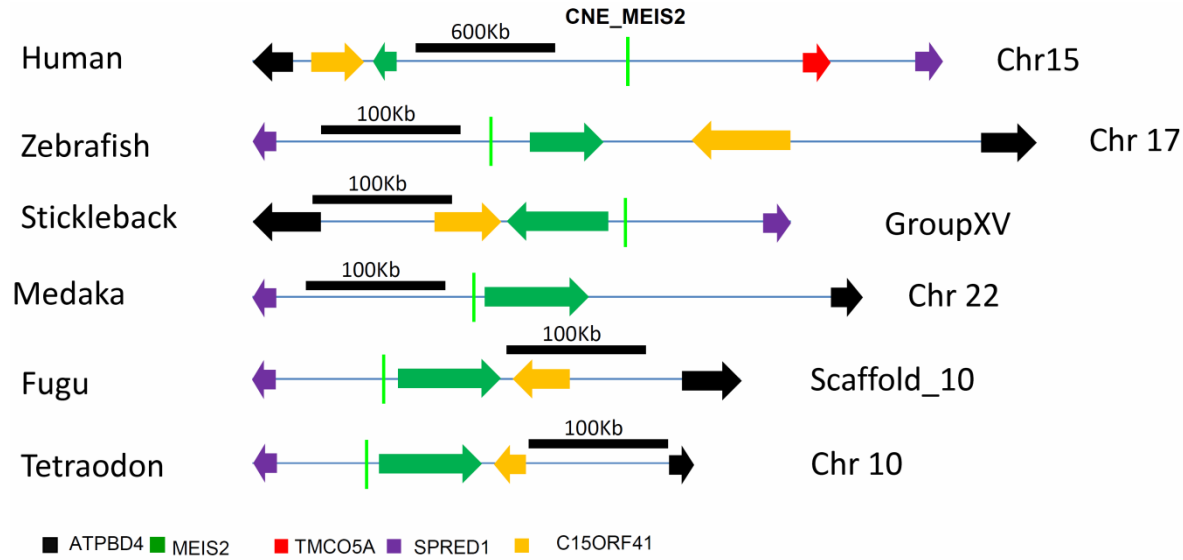 CNE_MEIS2
600Kb
Human
Chr15
100Kb
Zebrafish
Chr 17
100Kb
Stickleback
GroupXV
100Kb
Medaka
Chr 22
100Kb
Fugu
Scaffold_10
100Kb
Tetraodon
Chr 10
ATPBD4 MEIS2 TMCO5A SPRED1 C15ORF41